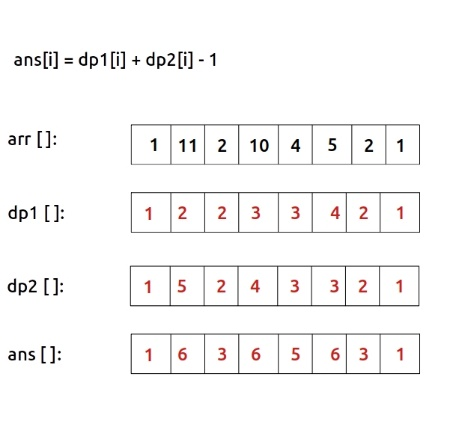 ans[i] = dp1[i] + dp2[i] - 1
arr []: 1 11 2 10 4 5 2 1
dp1 []: 1 2 2 3 3 4 2 1
dp2 []: 1 5 2 4 3 3 2 1
ans []: 1 6 3 6 5 6 3 1